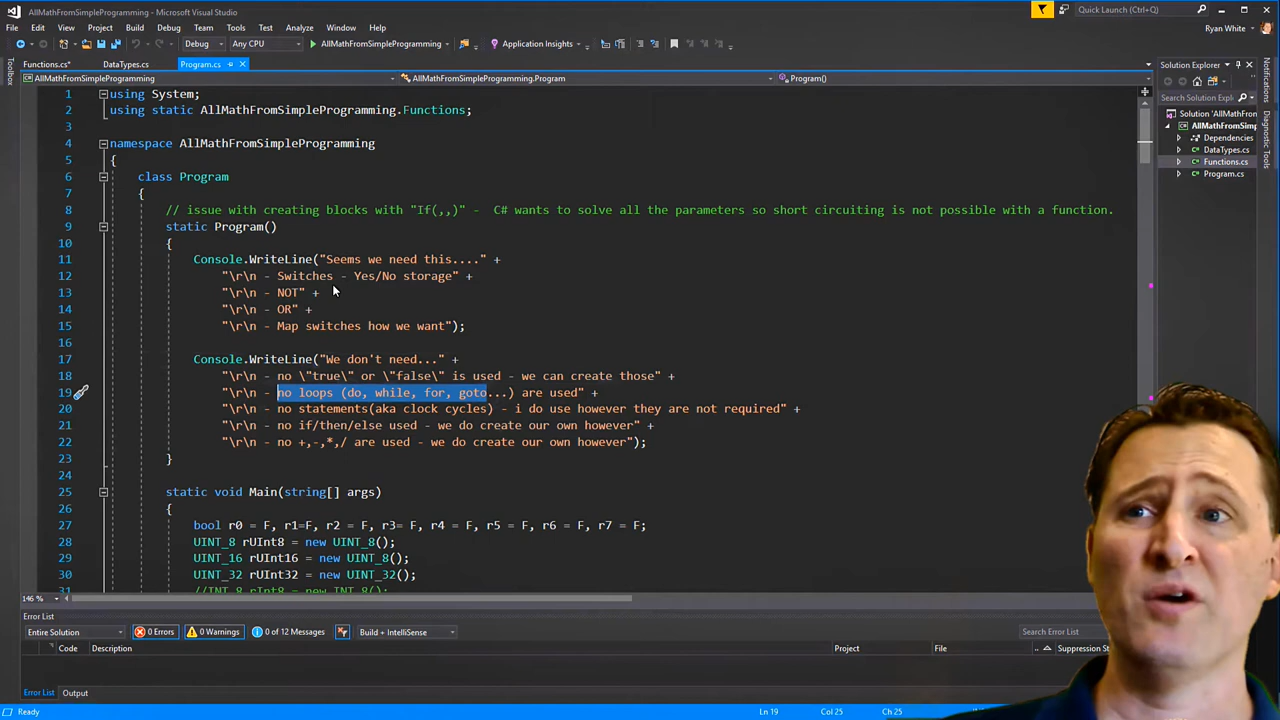 AllMathFromSimpleProgramming - Microsoft Visual Studio
Quick Launch (Ctrl+Q)
File Edit View Project Build Debug Team Tools Test Analyze Window Help
Ryan White
Debug Any CPU AllMathFromSimpleProgramming Application Insights
Functions.cs* DataTypes.cs Program.cs
Solution Explorer
AllMathFromSimpleProgramming AllMathFromSimpleProgramming.Program Program()
Toolbox
Notifications
Diagnostic Tools
Search Solution Expl
Solution 'AllMathFron
AllMathFromSimp
Dependencies
DataTypes.cs
Functions.cs
Program.cs
1 using System;
2 using static AllMathFromSimpleProgramming.Functions;
3
4 namespace AllMathFromSimpleProgramming
5 {
6 class Program
7 {
8 // issue with creating blocks with "If(,,)" - C# wants to solve all the parameters so short circuiting is not possible with a function.
9 static Program()
10 {
11 Console.WriteLine("Seems we need this...." +
12 "\r\n - Switches - Yes/No storage" +
13 "\r\n - NOT" +
14 "\r\n - OR" +
15 "\r\n - Map switches how we want");
16
17 Console.WriteLine("We don't need..." +
18 "\r\n - no \"true\" or \"false\" is used - we can create those" +
19 "\r\n - no loops (do, while, for, goto...) are used" +
20 "\r\n - no statements(aka clock cycles) - i do use however they are not required" +
21 "\r\n - no if/then/else used - we do create our own however" +
22 "\r\n - no +,-,*,/ are used - we do create our own however");
23 }
24
25 static void Main(string[] args)
26 {
27 bool r0 = F, r1=F, r2 = F, r3= F, r4 = F, r5 = F, r6 = F, r7 = F;
28 UINT_8 rUInt8 = new UINT_8();
29 UINT_16 rUInt16 = new UINT_8();
30 UINT_32 rUInt32 = new UINT_32();
31 //INT_8 rInt8 = new INT_8();
146 %
Error List
Entire Solution 0 Errors 0 Warnings 0 of 12 Messages Build + IntelliSense Search Error List
Code Description Project File Suppression St
Error List Output
Ready Ln 19 Col 25 Ch 25